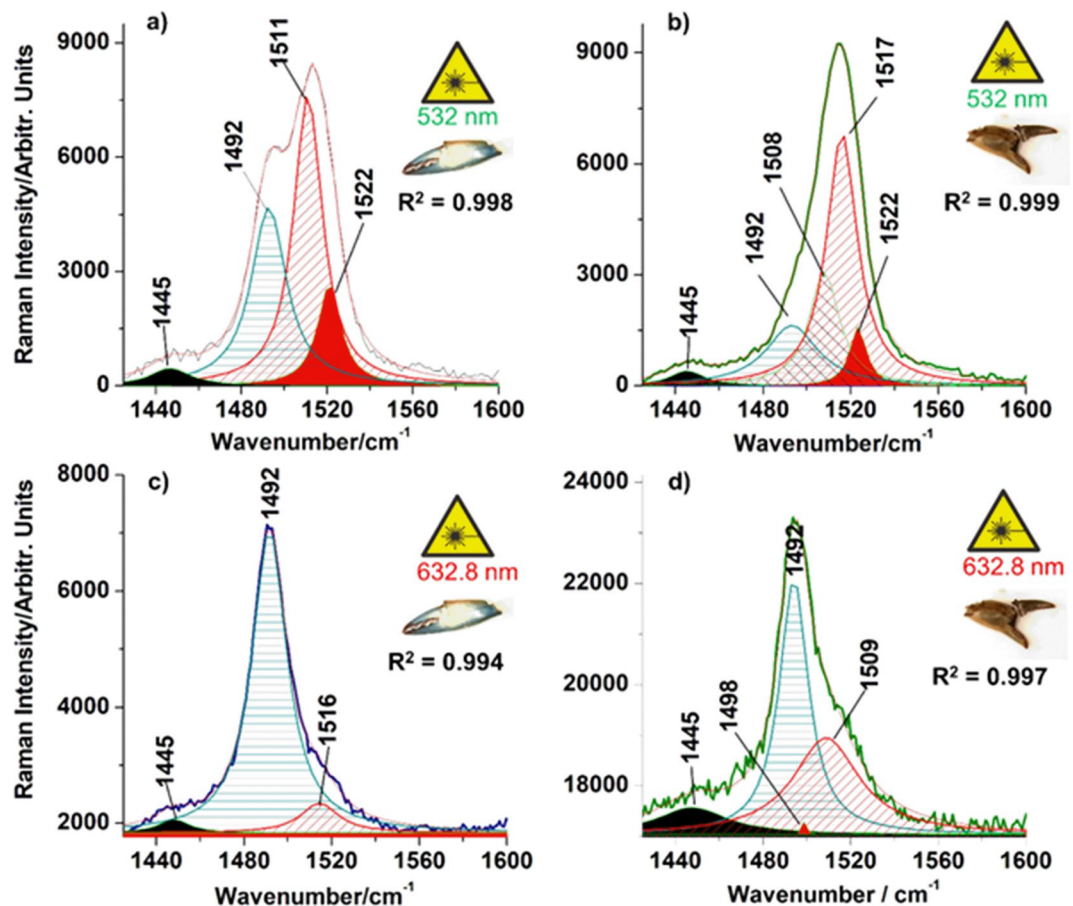 a)
Raman Intensity/Arbitr. Units
9000
6000
3000
0
1445
1492
1511
1522
532 nm
R² = 0.998
1440
1480
1520
1560
1600
Wavenumber/cm⁻¹
b)
9000
6000
3000
0
1445
1492
1508
1517
1522
532 nm
R² = 0.999
1440
1480
1520
1560
1600
Wavenumber/cm⁻¹
c)
Raman Intensity/Arbitr. Units
8000
6000
4000
2000
1445
1492
1516
632.8 nm
R² = 0.994
1440
1480
1520
1560
1600
Wavenumber/cm⁻¹
d)
24000
22000
20000
18000
1445
1498
1492
1509
632.8 nm
R² = 0.997
1440
1480
1520
1560
1600
Wavenumber / cm⁻¹